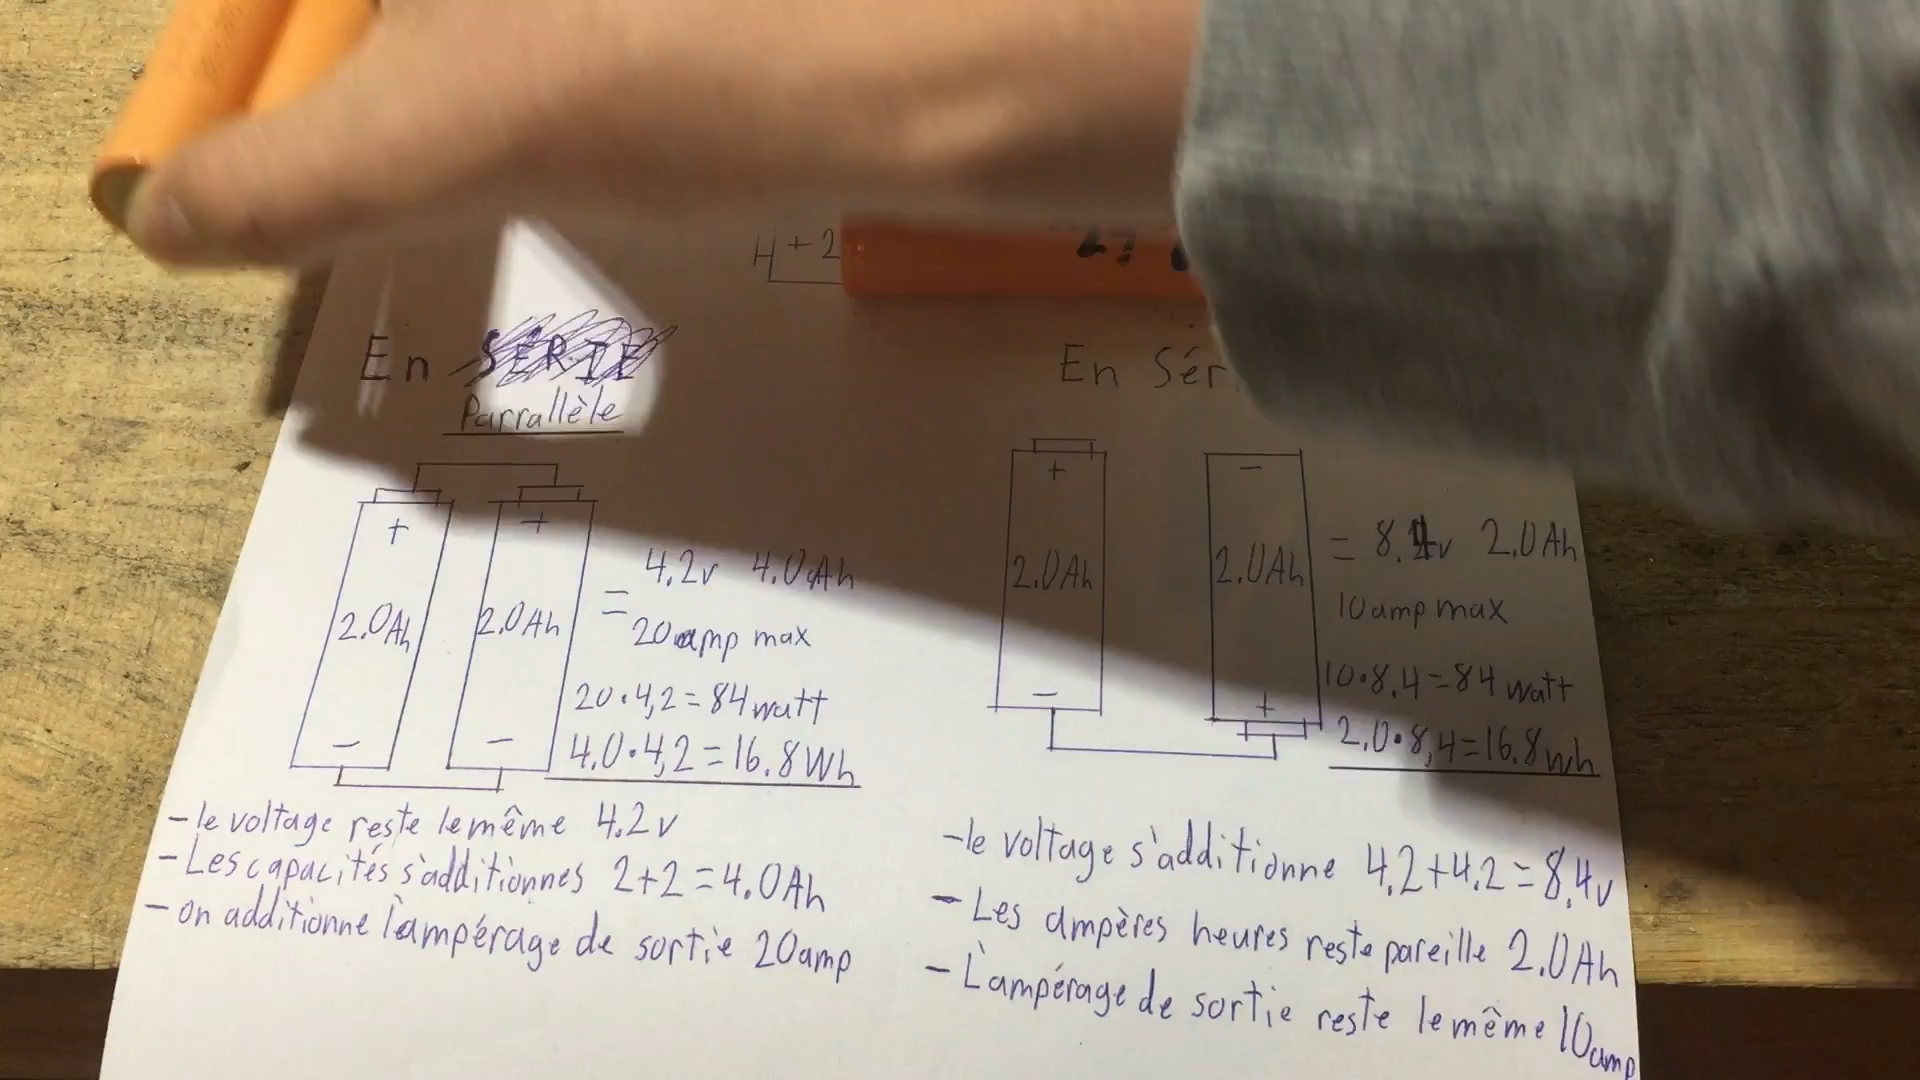 4+2
En SÉRIE
Parrallèle
+ +
2.0Ah 2.0Ah
- -
= 4.2v 4.0Ah
20amp max
20•4,2=84watt
4.0•4,2=16.8Wh
-le voltage reste le même 4.2v
-Les capacités s'additionnes 2+2=4.0Ah
-on additionne l'ampérage de sortie 20amp
En Sér
+ -
2.0Ah 2.0Ah
- +
= 8.4v 2.0Ah
10amp max
10•8.4=84watt
2.0•8,4=16.8wh
-le voltage s'additionne 4.2+4.2=8.4v
-Les ampères heures reste pareille 2.0Ah
-L'ampérage de sortie reste le même 10amp